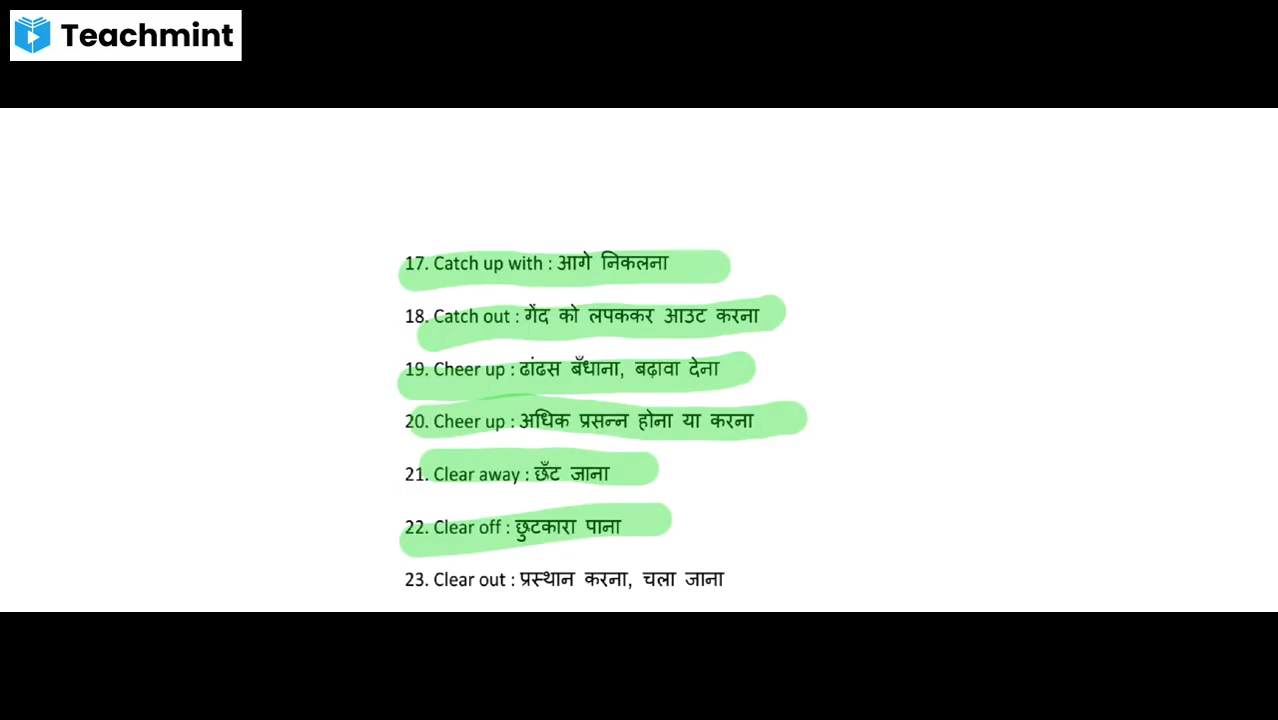 Teachmint
17. Catch up with : आगे निकलना
18. Catch out : गेंद को लपककर आउट करना
19. Cheer up : ढांढस बँधाना, बढ़ावा देना
20. Cheer up : अधिक प्रसन्न होना या करना
21. Clear away : छँट जाना
22. Clear off : छुटकारा पाना
23. Clear out : प्रस्थान करना, चला जाना